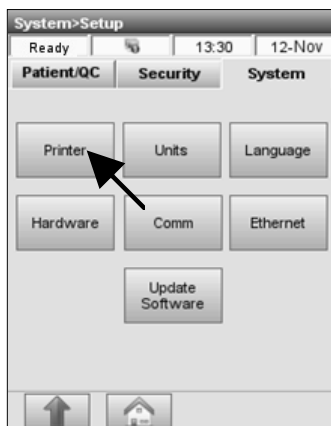 System>Setup
Ready 13:30 12-Nov
Patient/QC Security System
Printer Units Language
Hardware Comm Ethernet
Update
Software